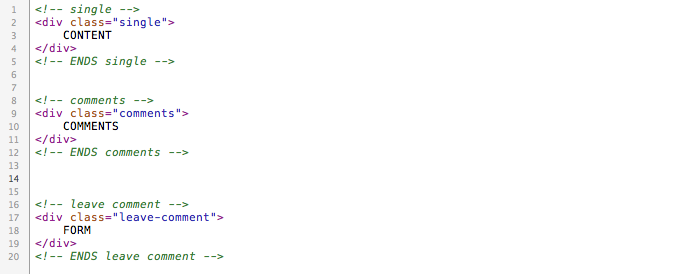 1 <!-- single -->
2 <div class="single">
3     CONTENT
4 </div>
5 <!-- ENDS single -->
6
7
8 <!-- comments -->
9 <div class="comments">
10     COMMENTS
11 </div>
12 <!-- ENDS comments -->
13
14
15
16 <!-- leave comment -->
17 <div class="leave-comment">
18     FORM
19 </div>
20 <!-- ENDS leave comment -->